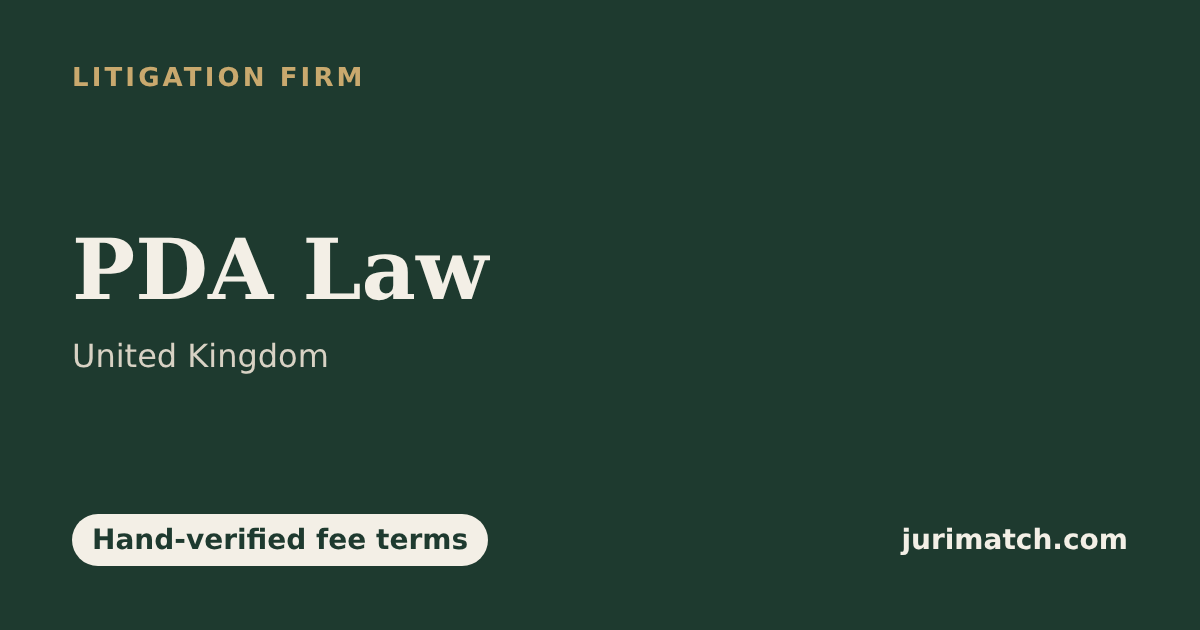 LITIGATION FIRM
PDA Law
United Kingdom
Hand-verified fee terms
jurimatch.com